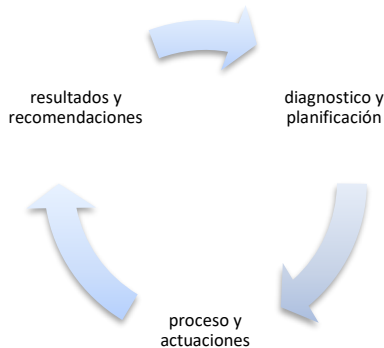 resultados y
recomendaciones
diagnostico y
planificación
proceso y
actuaciones